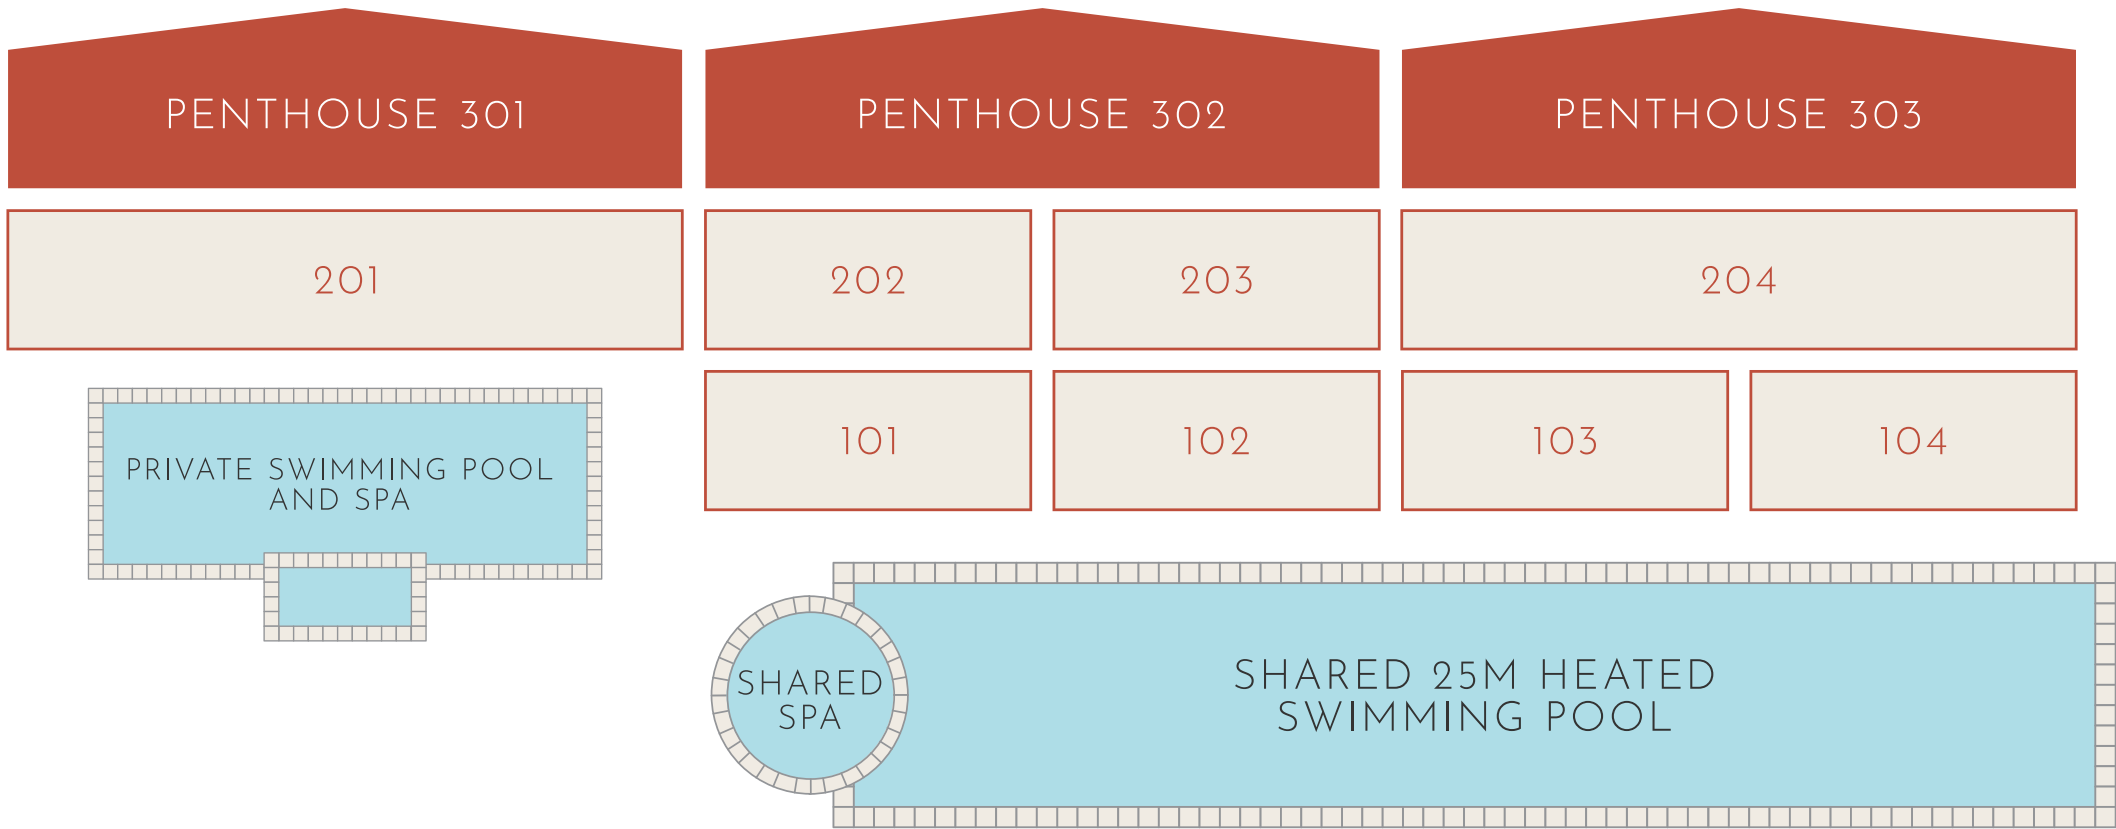 PENTHOUSE 301
PENTHOUSE 302
PENTHOUSE 303
201
202
203
204
101
102
103
104
PRIVATE SWIMMING POOL
AND SPA
SHARED
SPA
SHARED 25M HEATED
SWIMMING POOL